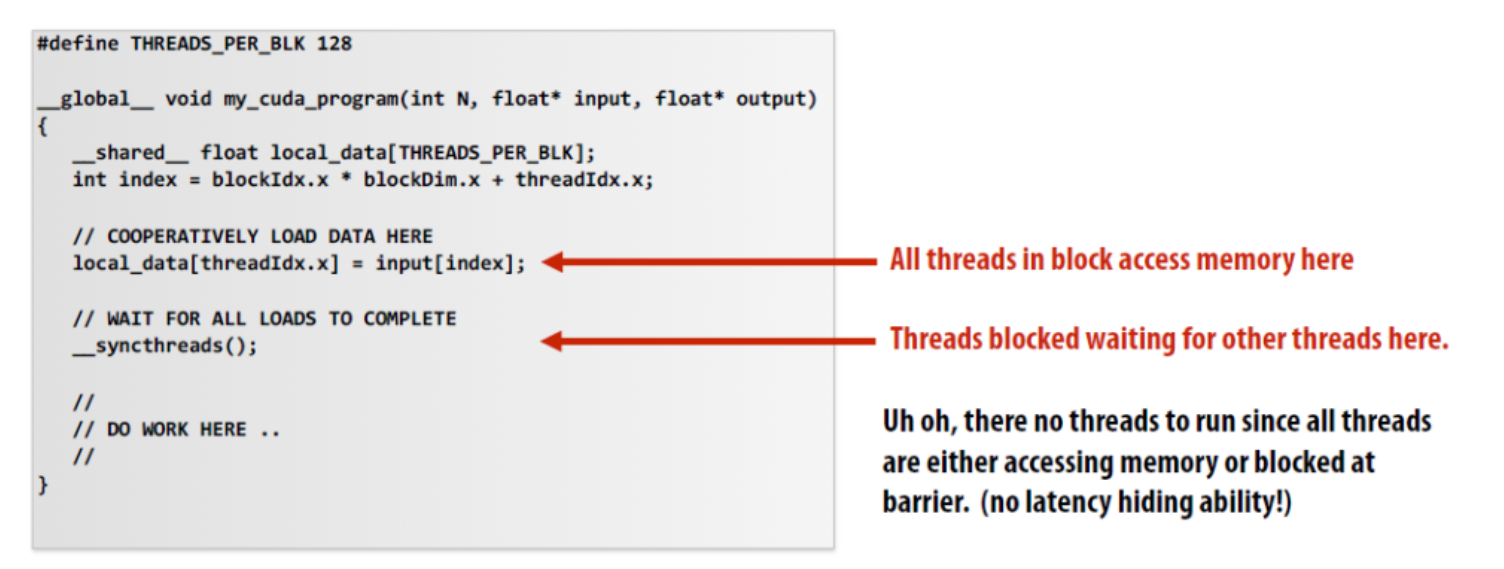 #define THREADS_PER_BLK 128
__global__ void my_cuda_program(int N, float* input, float* output)
{
__shared__ float local_data[THREADS_PER_BLK];
int index = blockIdx.x * blockDim.x + threadIdx.x;
// COOPERATIVELY LOAD DATA HERE
local_data[threadIdx.x] = input[index];
// WAIT FOR ALL LOADS TO COMPLETE
__syncthreads();
//
// DO WORK HERE ..
//
}
All threads in block access memory here
Threads blocked waiting for other threads here.
Uh oh, there no threads to run since all threads
are either accessing memory or blocked at
barrier. (no latency hiding ability!)